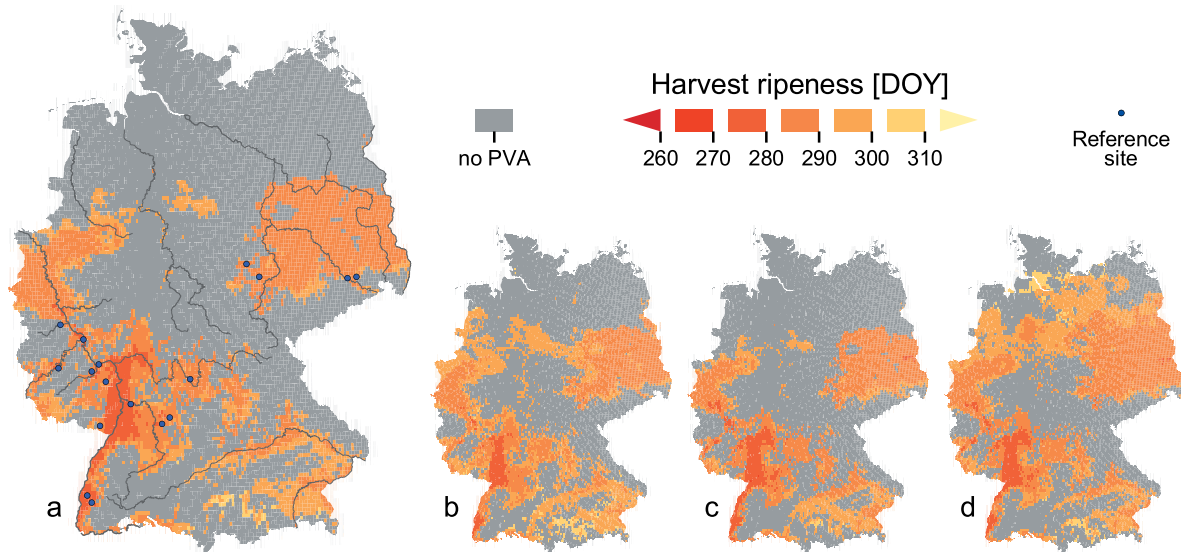 Harvest ripeness [DOY]
no PVA
260 270 280 290 300 310
Reference
site
a
b
c
d